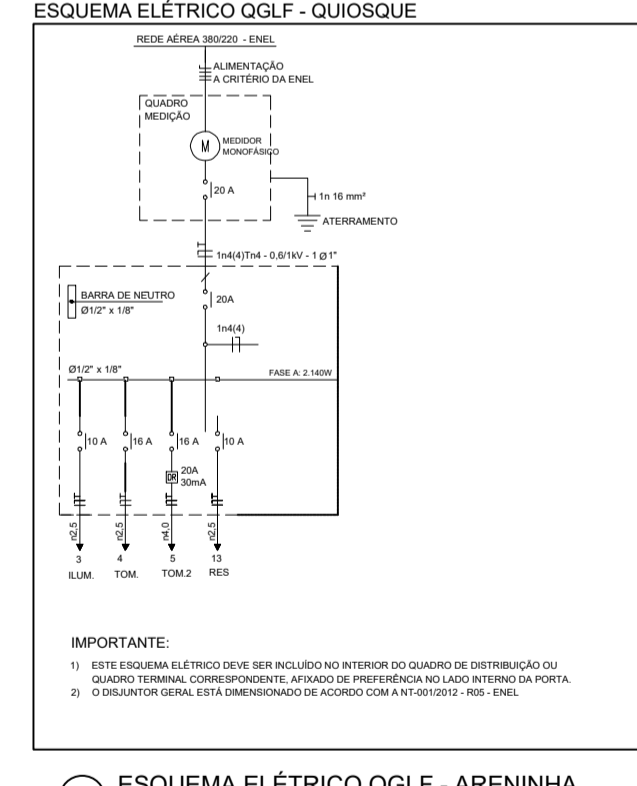 ESQUEMA ELÉTRICO QGLF - QUIOSQUE
REDE AÉREA 380/220 - ENEL
ALIMENTAÇÃO
A CRITÉRIO DA ENEL
QUADRO
MEDIÇÃO
M
MEDIDOR
MONOFÁSICO
20 A
1n 16 mm²
ATERRAMENTO
1n4(4)Tn4 - 0,6/1kV - 1 Ø1"
BARRA DE NEUTRO
Ø1/2" x 1/8"
20A
1n4(4)
Ø1/2" x 1/8"
FASE A: 2.140W
10 A
16 A
16 A
10 A
DR
20A
30mA
n2,5
n2,5
n4,0
n2,5
3
4
5
13
ILUM.
TOM.
TOM.2
RES
IMPORTANTE:
1) ESTE ESQUEMA ELÉTRICO DEVE SER INCLUÍDO NO INTERIOR DO QUADRO DE DISTRIBUIÇÃO OU
QUADRO TERMINAL CORRESPONDENTE, AFIXADO DE PREFERÊNCIA NO LADO INTERNO DA PORTA.
2) O DISJUNTOR GERAL ESTÁ DIMENSIONADO DE ACORDO COM A NT-001/2012 - R05 - ENEL
ESQUEMA ELÉTRICO QGLF - ARENINHA